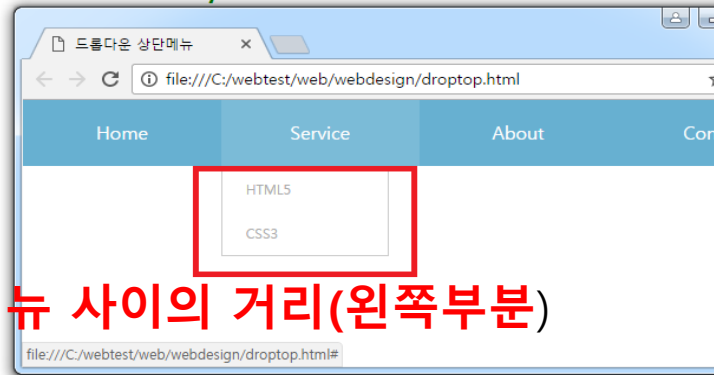 드롭다운 상단메뉴
file:///C:/webtest/web/webdesign/droptop.html
Home Service About Con
HTML5
CSS3
뉴 사이의 거리(왼쪽부분)
file:///C:/webtest/web/webdesign/droptop.html#